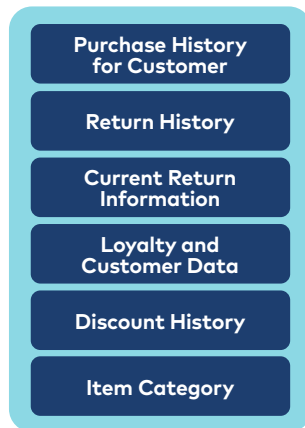 Purchase History
for Customer
Return History
Current Return
Information
Loyalty and
Customer Data
Discount History
Item Category